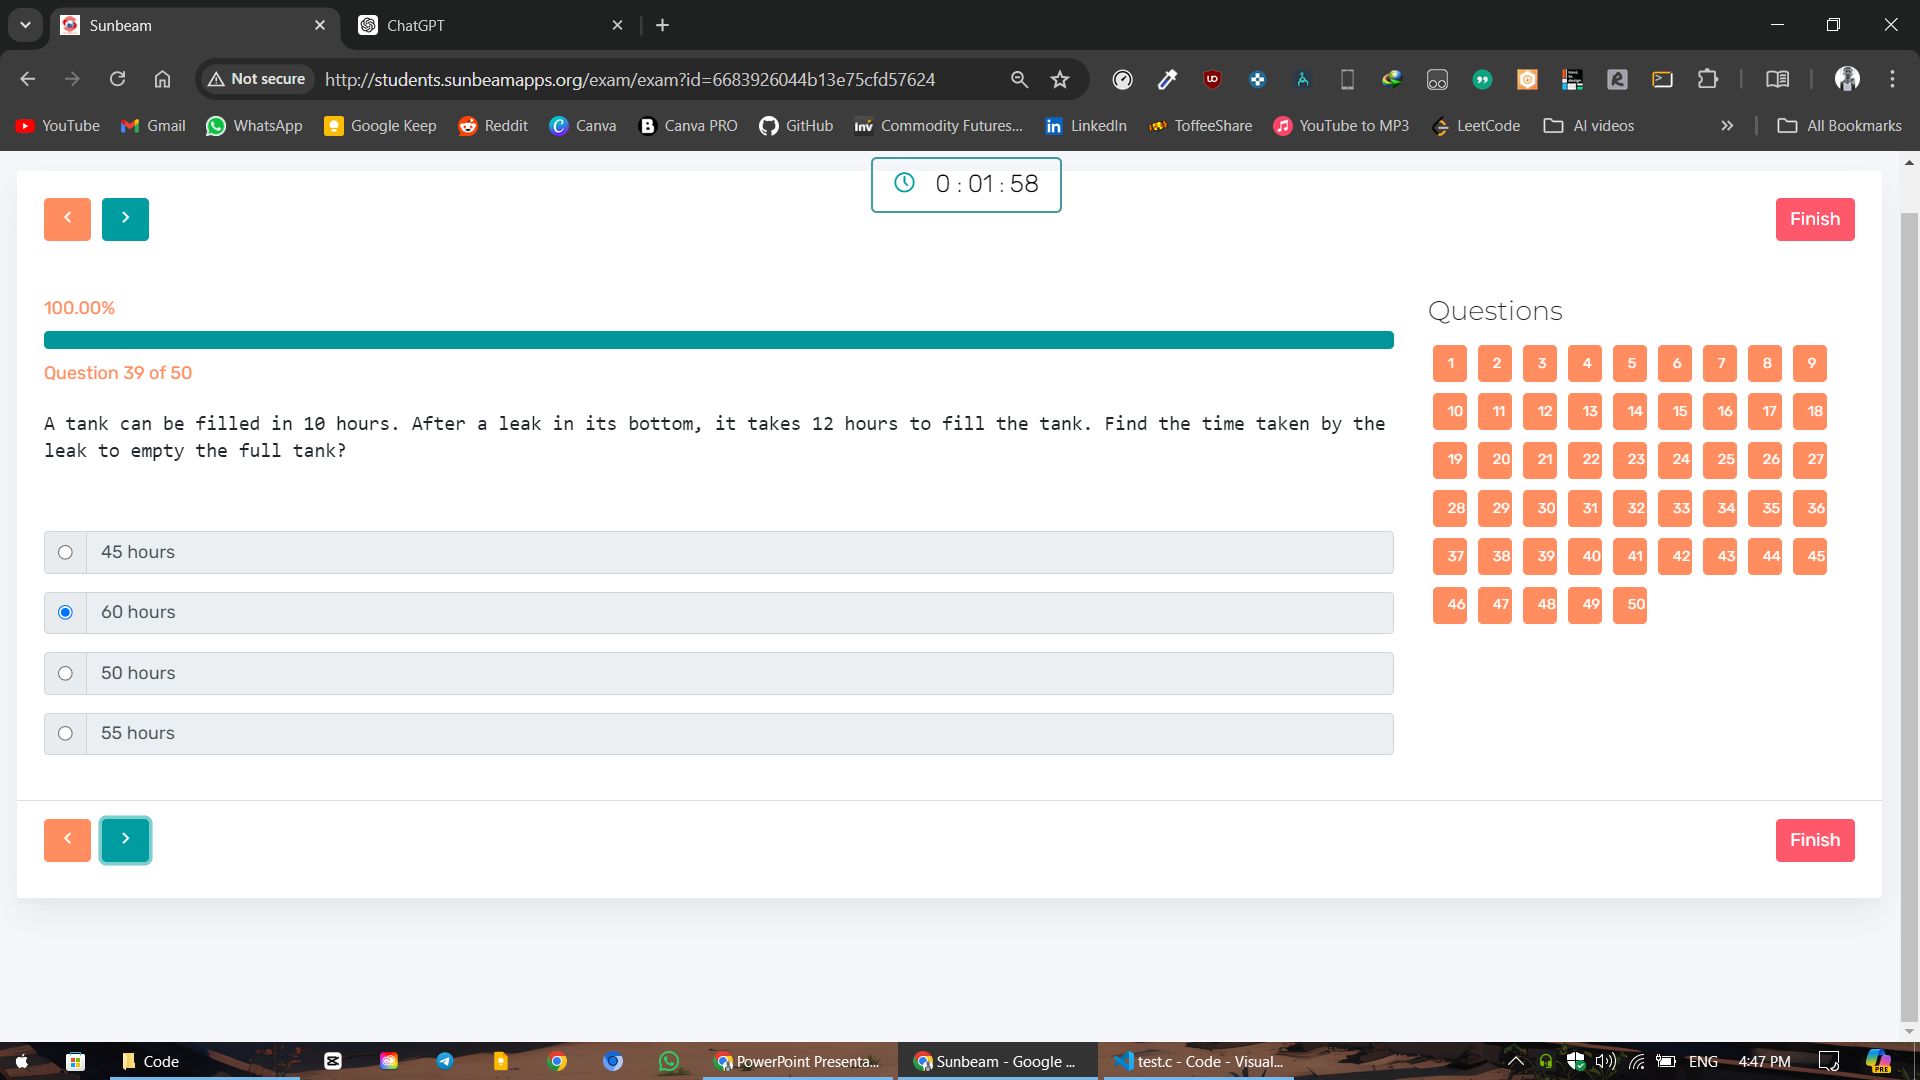 Sunbeam
ChatGPT
Not secure
http://students.sunbeamapps.org/exam/exam?id=6683926044b13e75cfd57624
YouTube
Gmail
WhatsApp
Google Keep
Reddit
Canva
Canva PRO
GitHub
Inv Commodity Futures...
LinkedIn
ToffeeShare
YouTube to MP3
LeetCode
AI videos
All Bookmarks
0 : 01 : 58
Finish
100.00%
Question 39 of 50
A tank can be filled in 10 hours. After a leak in its bottom, it takes 12 hours to fill the tank. Find the time taken by the
leak to empty the full tank?
45 hours
60 hours
50 hours
55 hours
Questions
1 2 3 4 5 6 7 8 9
10 11 12 13 14 15 16 17 18
19 20 21 22 23 24 25 26 27
28 29 30 31 32 33 34 35 36
37 38 39 40 41 42 43 44 45
46 47 48 49 50
Finish
Code
PowerPoint Presenta...
Sunbeam - Google ...
test.c - Code - Visual...
ENG
4:47 PM
PRE